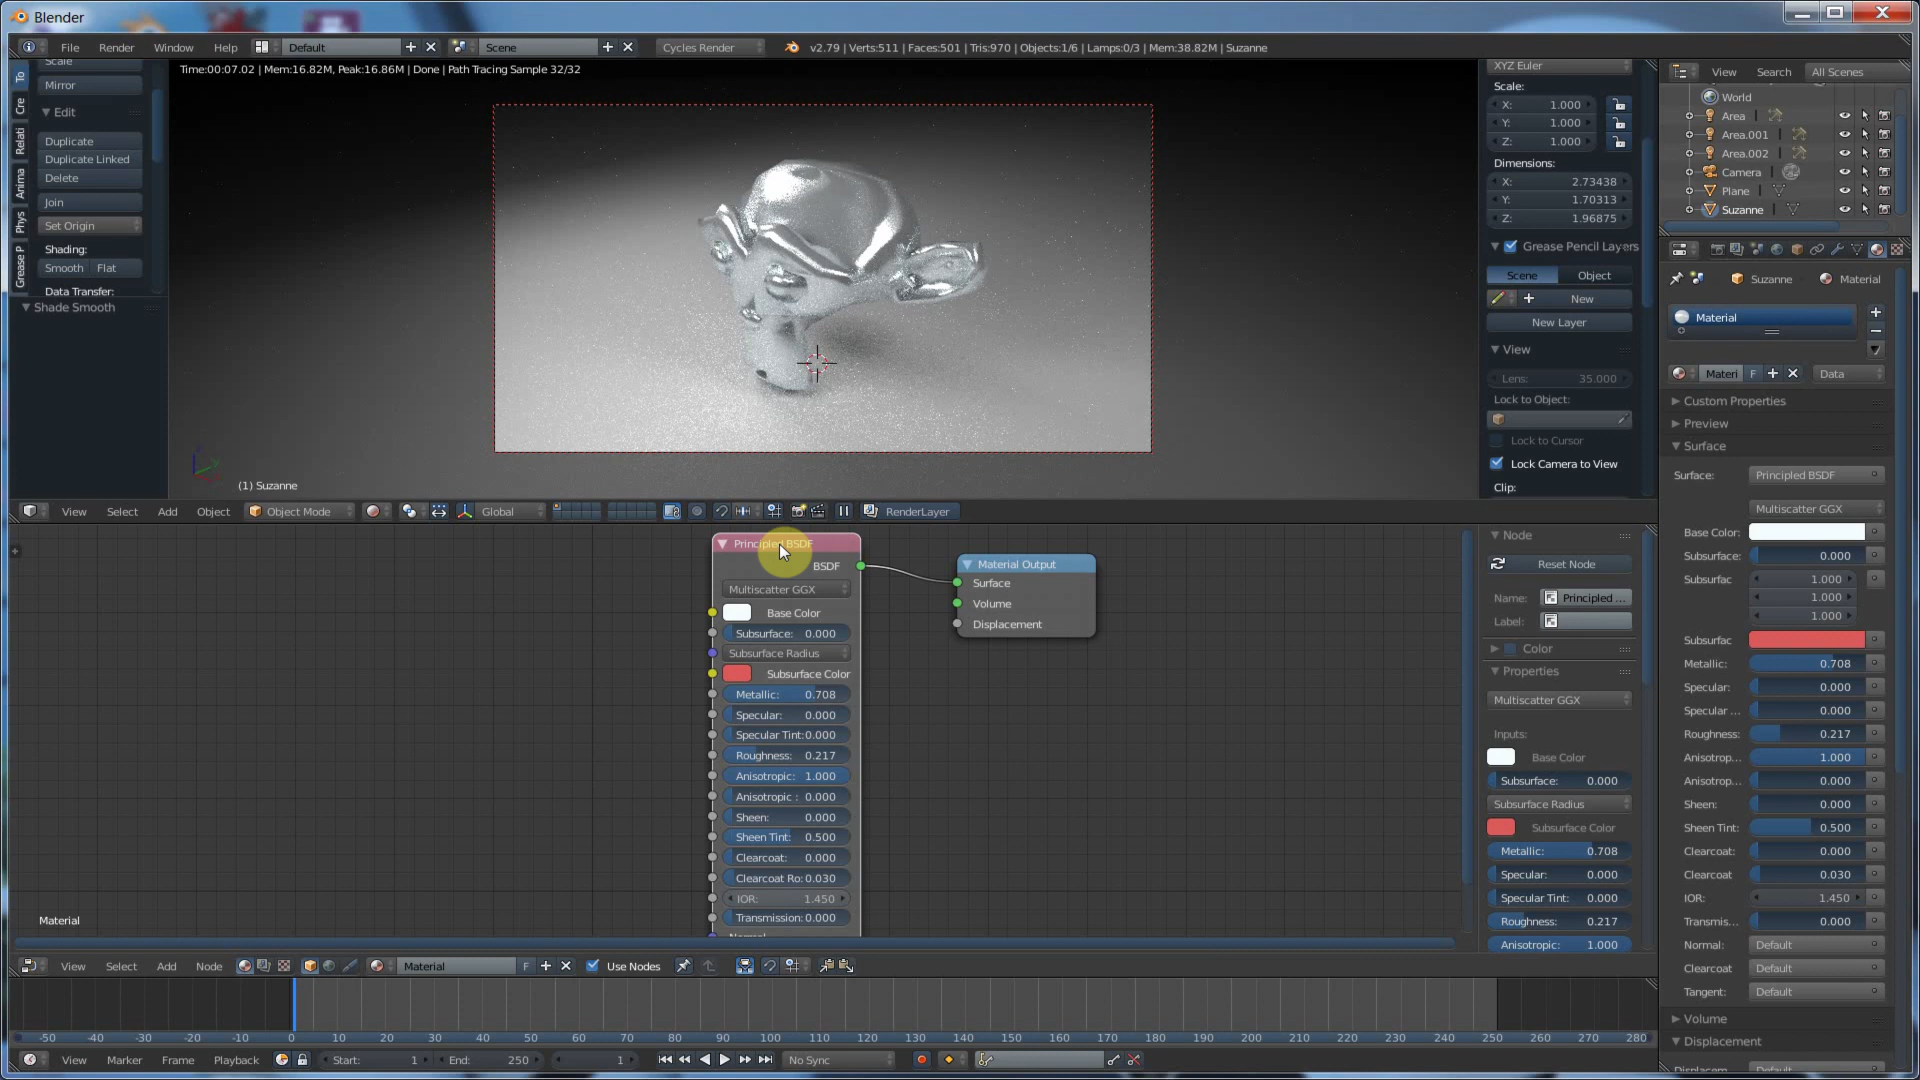 Blender
File Render Window Help Default Scene Cycles Render v2.79 | Verts:511 | Faces:501 | Tris:970 | Objects:1/6 | Lamps:0/3 | Mem:38.82M | Suzanne
Time:00:07.02 | Mem:16.82M, Peak:16.86M | Done | Path Tracing Sample 32/32
To
Cre
Relati
Anima
Phys
Grease P
Scale
Mirror
Edit
Duplicate
Duplicate Linked
Delete
Join
Set Origin
Shading:
Smooth Flat
Data Transfer:
Shade Smooth
(1) Suzanne
XYZ Euler
Scale:
X: 1.000
Y: 1.000
Z: 1.000
Dimensions:
X: 2.73438
Y: 1.70313
Z: 1.96875
Grease Pencil Layers
Scene Object
New
New Layer
View
Lens: 35.000
Lock to Object:
Lock to Cursor
Lock Camera to View
Clip:
View Search All Scenes
World
Area
Area.001
Area.002
Camera
Plane
Suzanne
Suzanne Material
Material
Materi F Data
Custom Properties
Preview
Surface
Surface: Principled BSDF
Multiscatter GGX
Base Color:
Subsurface: 0.000
Subsurfac 1.000
1.000
1.000
Subsurfac
Metallic: 0.708
Specular: 0.000
Specular ... 0.000
Roughness: 0.217
Anisotrop... 1.000
Anisotrop... 0.000
Sheen: 0.000
Sheen Tint: 0.500
Clearcoat: 0.000
Clearcoat 0.030
IOR: 1.450
Transmis... 0.000
Normal: Default
Clearcoat Default
Tangent: Default
Volume
Displacement
View Select Add Object Object Mode Global RenderLayer
Principled BSDF
BSDF
Multiscatter GGX
Base Color
Subsurface: 0.000
Subsurface Radius
Subsurface Color
Metallic: 0.708
Specular: 0.000
Specular Tint: 0.000
Roughness: 0.217
Anisotropic: 1.000
Anisotropic : 0.000
Sheen: 0.000
Sheen Tint: 0.500
Clearcoat: 0.000
Clearcoat Ro: 0.030
IOR: 1.450
Transmission: 0.000
Material Output
Surface
Volume
Displacement
Material
Node
Reset Node
Name: Principled ...
Label:
Color
Properties
Multiscatter GGX
Inputs:
Base Color
Subsurface: 0.000
Subsurface Radius
Subsurface Color
Metallic: 0.708
Specular: 0.000
Specular Tint: 0.000
Roughness: 0.217
Anisotropic: 1.000
View Select Add Node Material F Use Nodes
-50 -40 -30 -20 -10 0 10 20 30 40 50 60 70 80 90 100 110 120 130 140 150 160 170 180 190 200 210 220 230 240 250 260 270 280
View Marker Frame Playback Start: 1 End: 250 1 No Sync